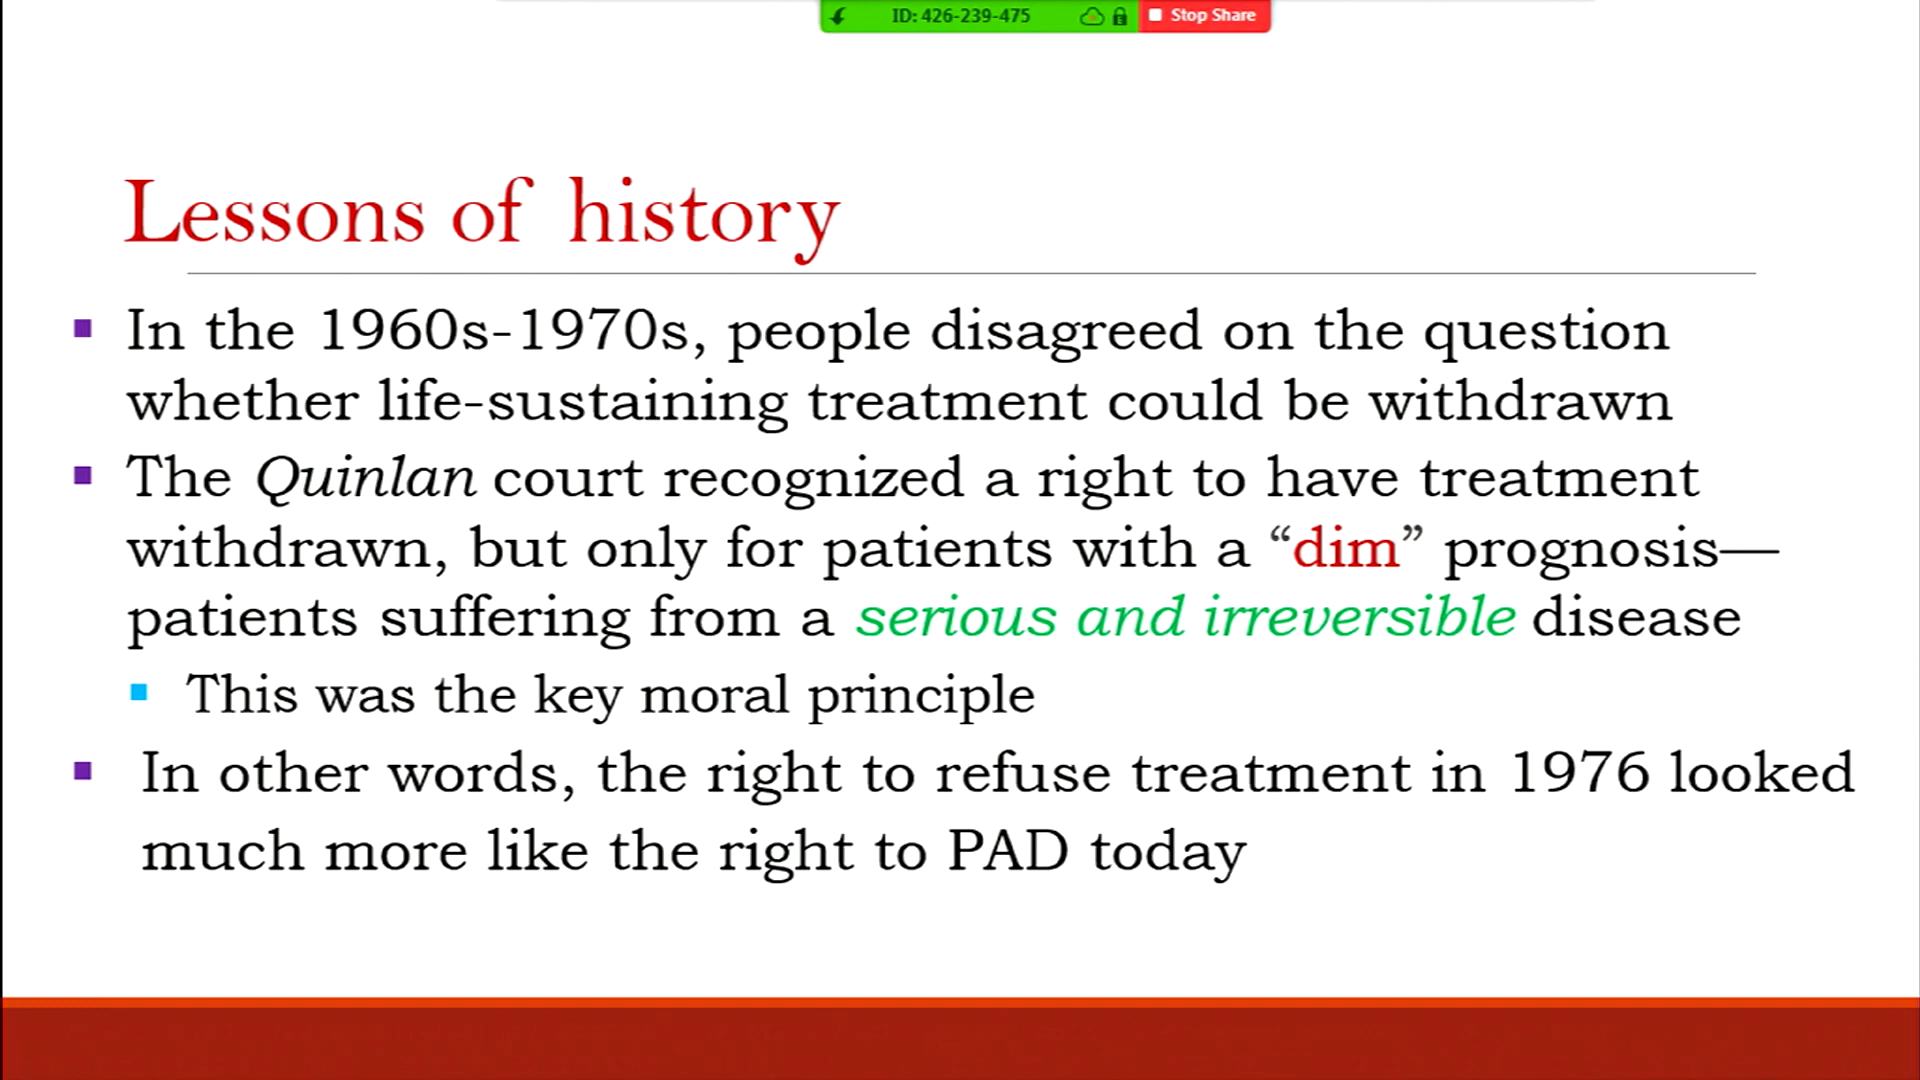 ID: 426-239-475
Stop Share
Lessons of history
In the 1960s-1970s, people disagreed on the question
whether life-sustaining treatment could be withdrawn
The Quinlan court recognized a right to have treatment
withdrawn, but only for patients with a “dim” prognosis—
patients suffering from a serious and irreversible disease
This was the key moral principle
In other words, the right to refuse treatment in 1976 looked
much more like the right to PAD today